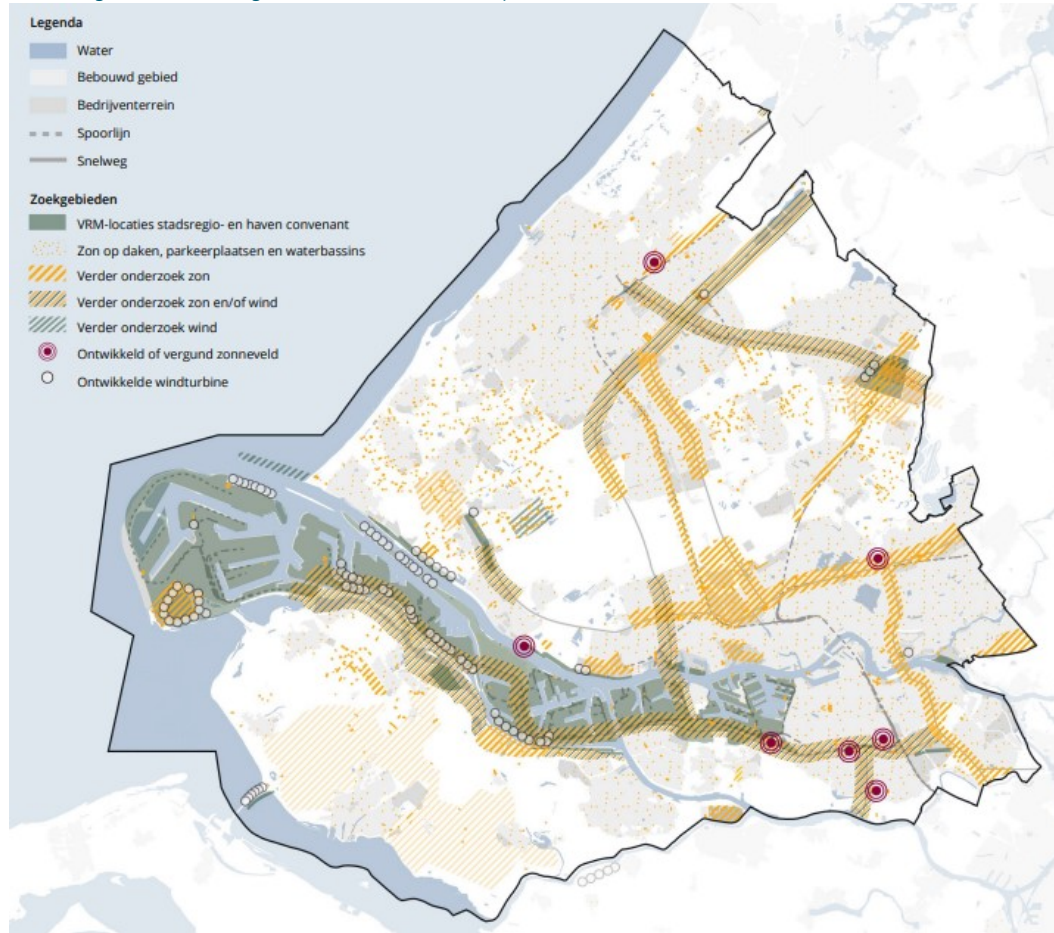 Legenda
Water
Bebouwd gebied
Bedrijventerrein
Spoorlijn
Snelweg
Zoekgebieden
VRM-locaties stadsregio- en haven convenant
Zon op daken, parkeerplaatsen en waterbassins
Verder onderzoek zon
Verder onderzoek zon en/of wind
Verder onderzoek wind
Ontwikkeld of vergund zonneveld
Ontwikkelde windturbine